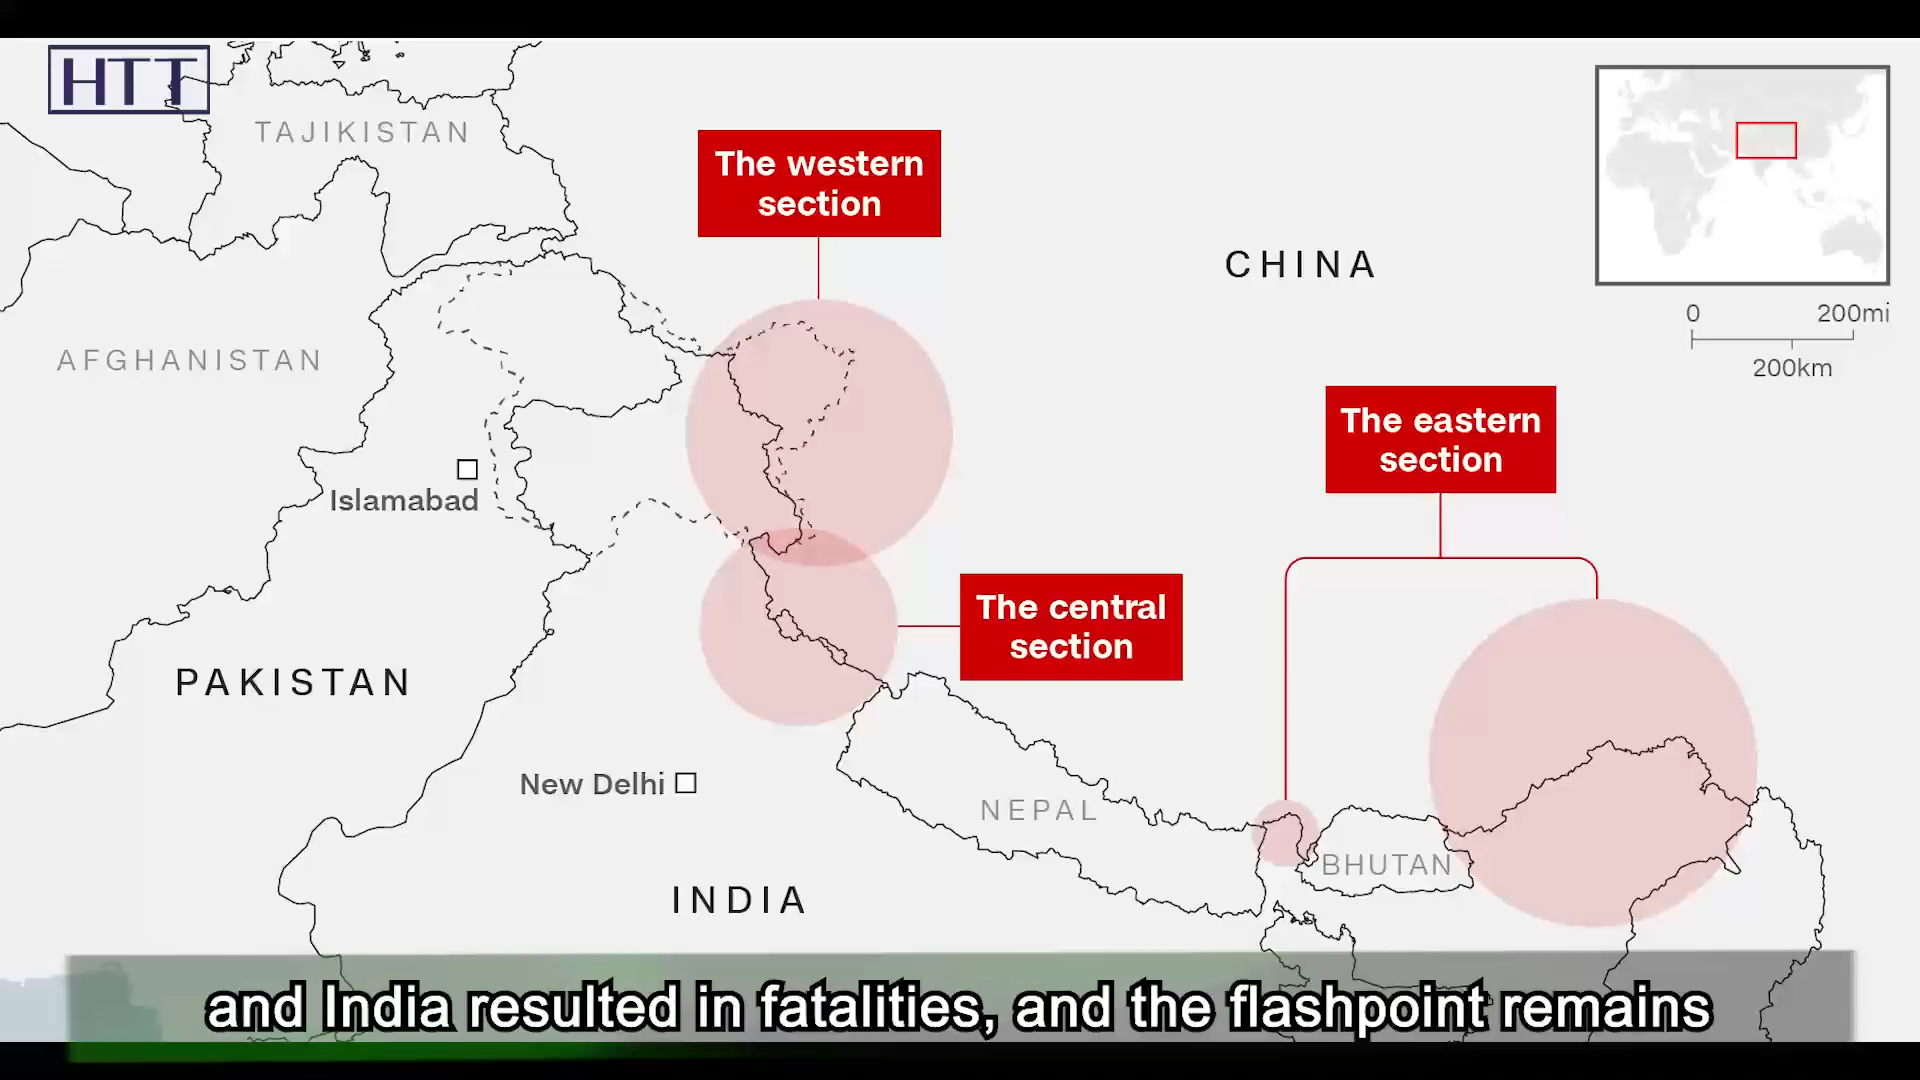 HTT
TAJIKISTAN
The western
section
CHINA
0 200mi
200km
AFGHANISTAN
The eastern
section
Islamabad
The central
section
PAKISTAN
New Delhi
NEPAL
BHUTAN
INDIA
and India resulted in fatalities, and the flashpoint remains